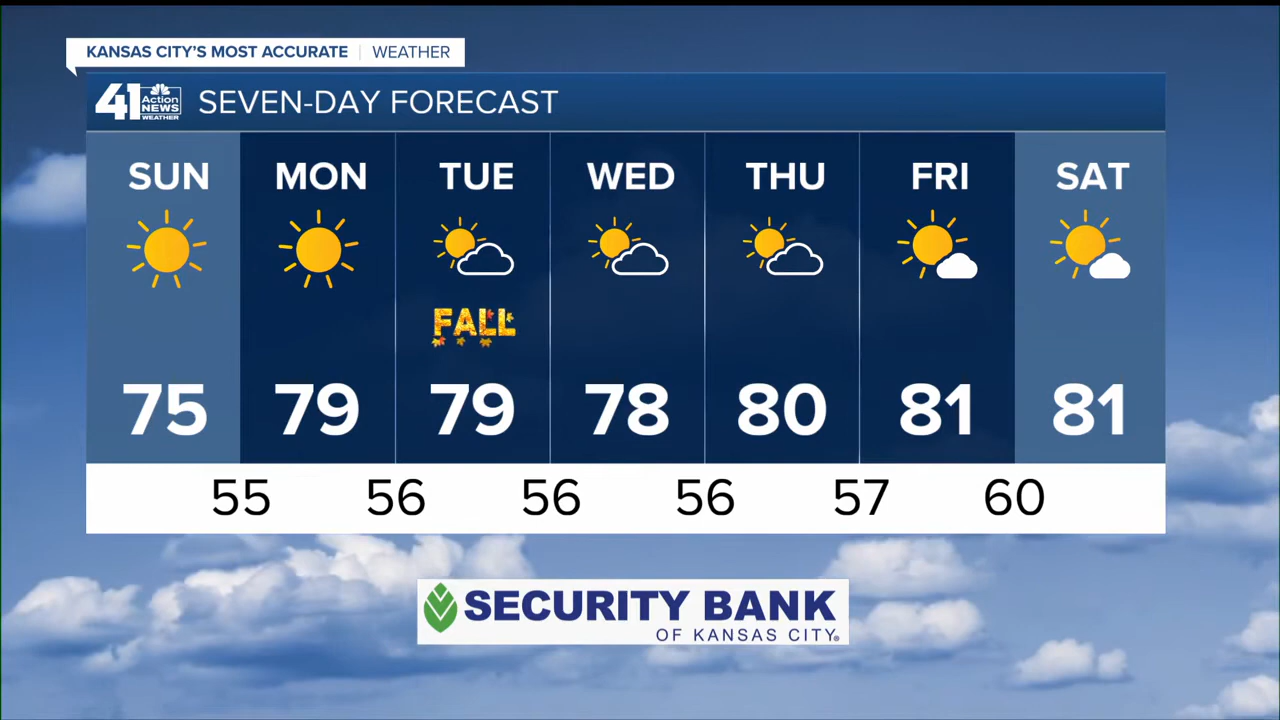 KANSAS CITY'S MOST ACCURATE | WEATHER
41 Action NEWS WEATHER
SEVEN-DAY FORECAST
SUN MON TUE WED THU FRI SAT
FALL
75 79 79 78 80 81 81
55 56 56 56 57 60
SECURITY BANK
OF KANSAS CITY®